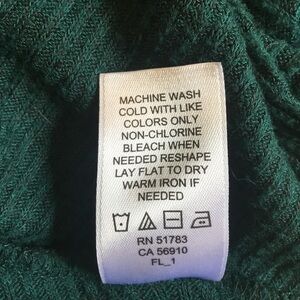 MACHINE WASH
COLD WITH LIKE
COLORS ONLY
NON-CHLORINE
BLEACH WHEN
NEEDED RESHAPE
LAY FLAT TO DRY
WARM IRON IF
NEEDED
RN 51783
CA 56910
FL_1